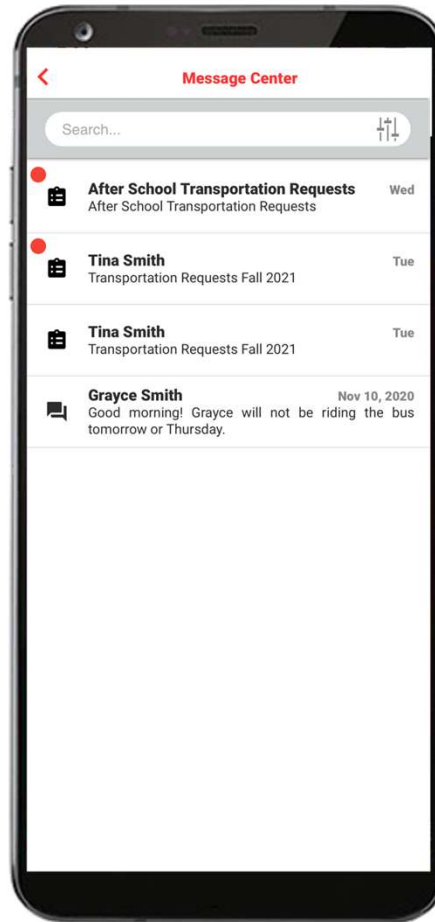 Message Center
Search...
After School Transportation Requests Wed
After School Transportation Requests
Tina Smith Tue
Transportation Requests Fall 2021
Tina Smith Tue
Transportation Requests Fall 2021
Grayce Smith Nov 10, 2020
Good morning! Grayce will not be riding the bus
tomorrow or Thursday.